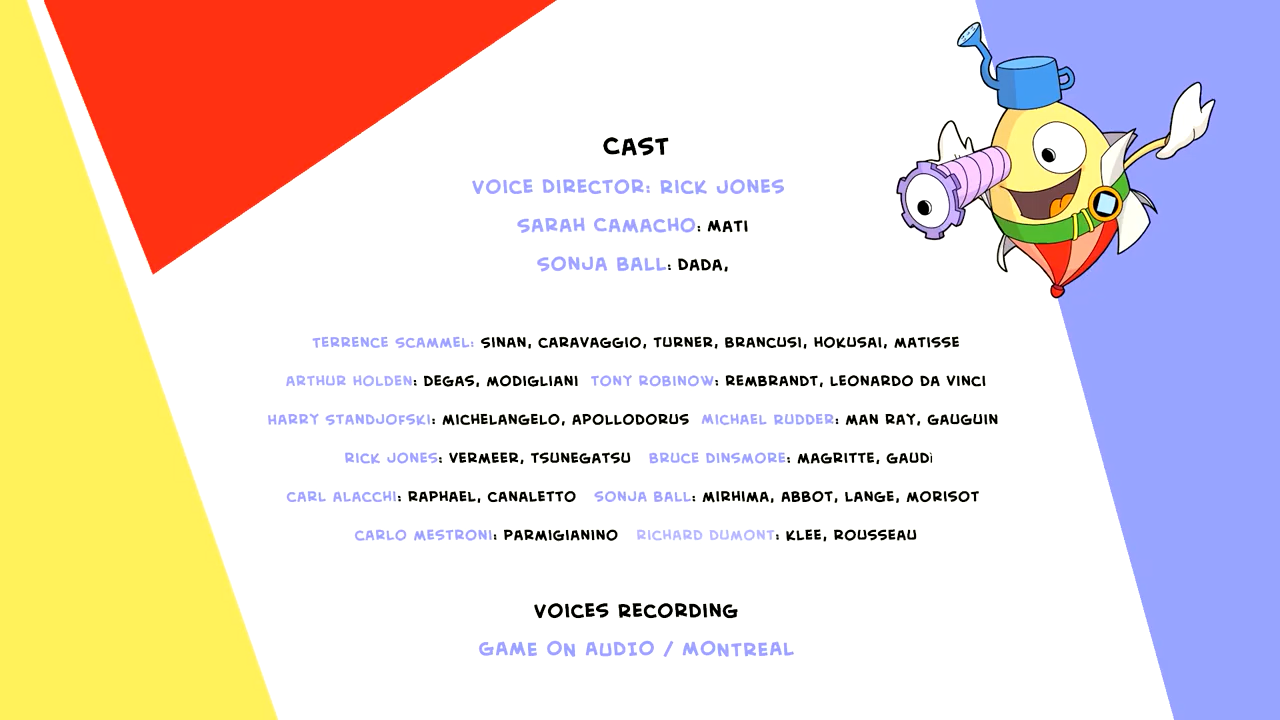 CAST
VOICE DIRECTOR: RICK JONES
SARAH CAMACHO: MATI
SONJA BALL: DADA,
TERRENCE SCAMMEL: SINAN, CARAVAGGIO, TURNER, BRANCUSI, HOKUSAI, MATISSE
ARTHUR HOLDEN: DEGAS, MODIGLIANI TONY ROBINOW: REMBRANDT, LEONARDO DA VINCI
HARRY STANDJOFSKI: MICHELANGELO, APOLLODORUS MICHAEL RUDDER: MAN RAY, GAUGUIN
RICK JONES: VERMEER, TSUNEGATSU BRUCE DINSMORE: MAGRITTE, GAUDì
CARL ALACCHI: RAPHAEL, CANALETTO SONJA BALL: MIRHIMA, ABBOT, LANGE, MORISOT
CARLO MESTRONI: PARMIGIANINO RICHARD DUMONT: KLEE, ROUSSEAU
VOICES RECORDING
GAME ON AUDIO / MONTREAL